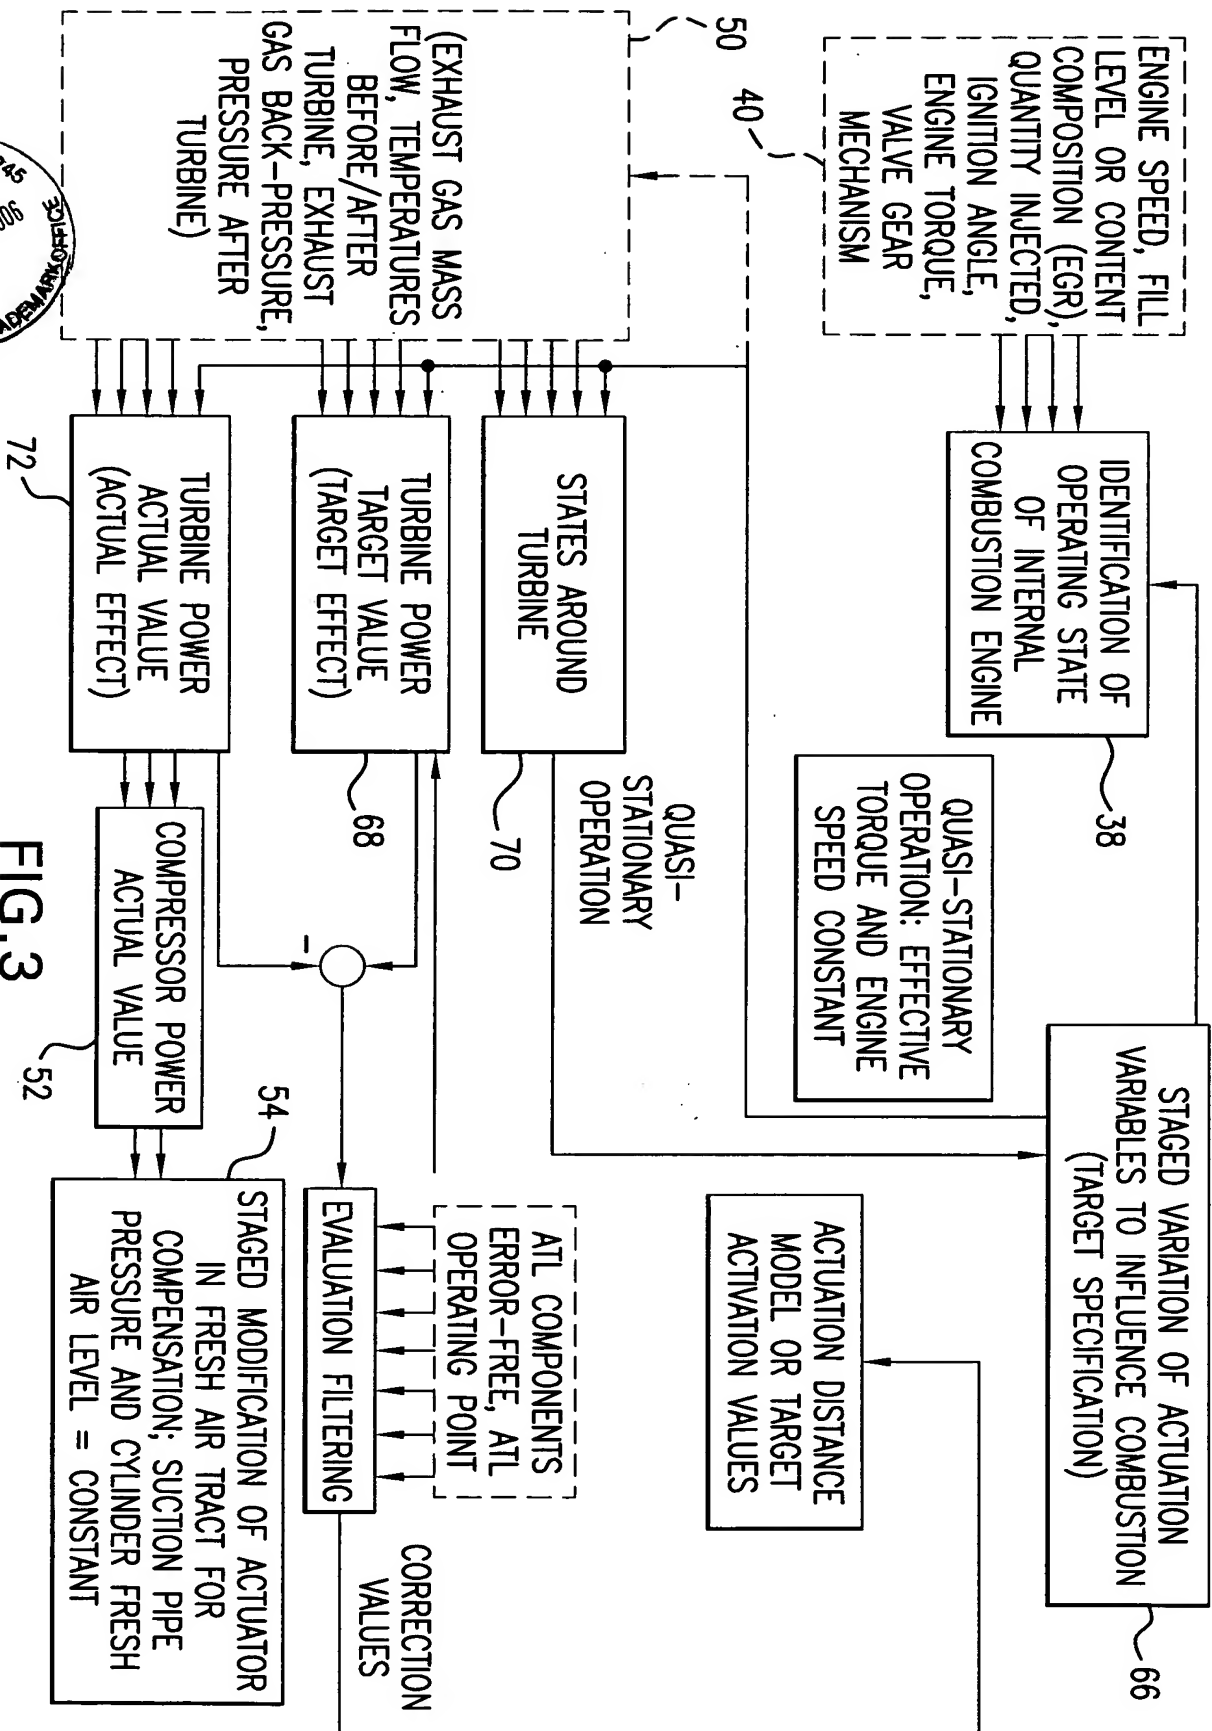 ENGINE SPEED, FILL
LEVEL OR CONTENT
COMPOSITION (EGR),
QUANTITY INJECTED,
IGNITION ANGLE,
ENGINE TORQUE,
VALVE GEAR
MECHANISM
40
IDENTIFICATION OF
OPERATING STATE
OF INTERNAL
COMBUSTION ENGINE
38
STAGED VARIATION OF ACTUATION
VARIABLES TO INFLUENCE COMBUSTION
(TARGET SPECIFICATION)
66
QUASI-STATIONARY
OPERATION: EFFECTIVE
TORQUE AND ENGINE
SPEED CONSTANT
ACTUATION DISTANCE
MODEL OR TARGET
ACTIVATION VALUES
50
(EXHAUST GAS MASS
FLOW, TEMPERATURES
BEFORE/AFTER
TURBINE, EXHAUST
GAS BACK-PRESSURE,
PRESSURE AFTER
TURBINE)
STATES AROUND
TURBINE
70
QUASI-
STATIONARY
OPERATION
TURBINE POWER
TARGET VALUE
(TARGET EFFECT)
68
ATL COMPONENTS
ERROR-FREE, ATL
OPERATING POINT
-
EVALUATION FILTERING
CORRECTION
VALUES
TURBINE POWER
ACTUAL VALUE
(ACTUAL EFFECT)
72
COMPRESSOR POWER
ACTUAL VALUE
52
54
STAGED MODIFICATION OF ACTUATOR
IN FRESH AIR TRACT FOR
COMPENSATION; SUCTION PIPE
PRESSURE AND CYLINDER FRESH
AIR LEVEL = CONSTANT
FIG.3